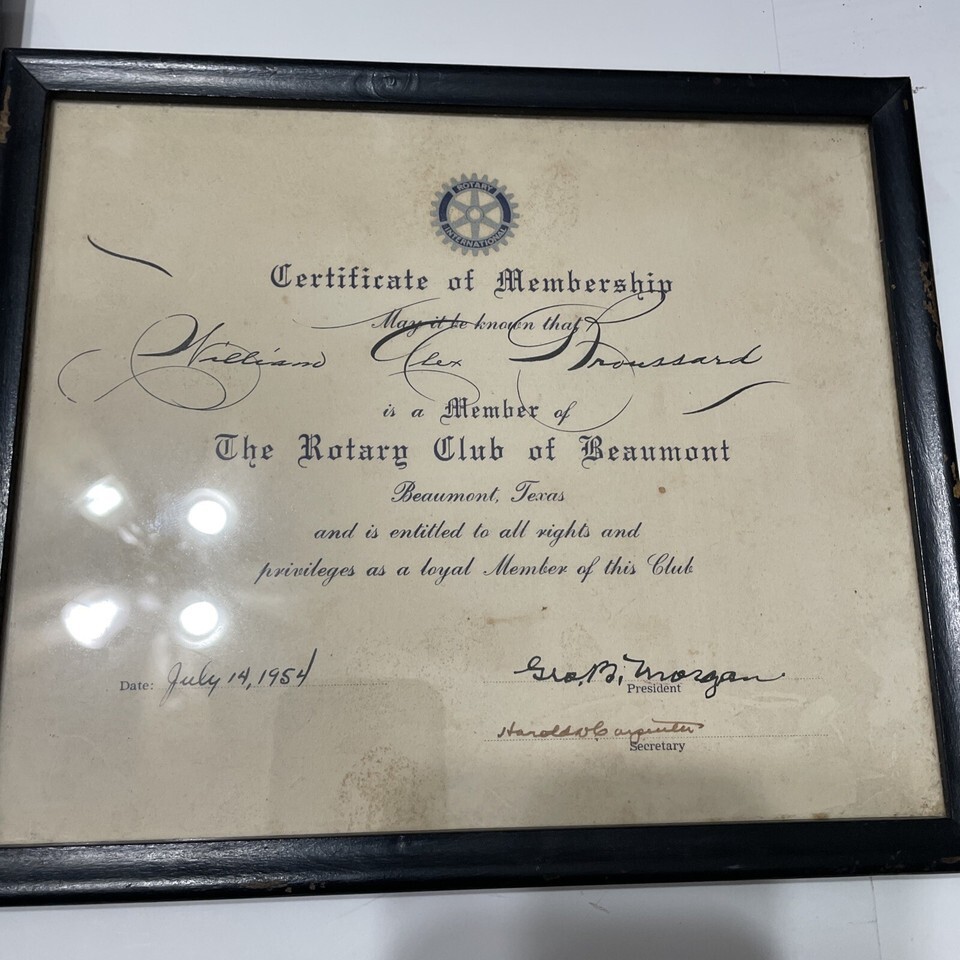 ROTARY
INTERNATIONAL
Certificate of Membership
May it be known that
William Alex Broussard
is a Member of
The Rotary Club of Beaumont
Beaumont, Texas
and is entitled to all rights and
privileges as a loyal Member of this Club
Date: July 14, 1954
Geo. B. Morgan
President
Harold W Carpenter
Secretary